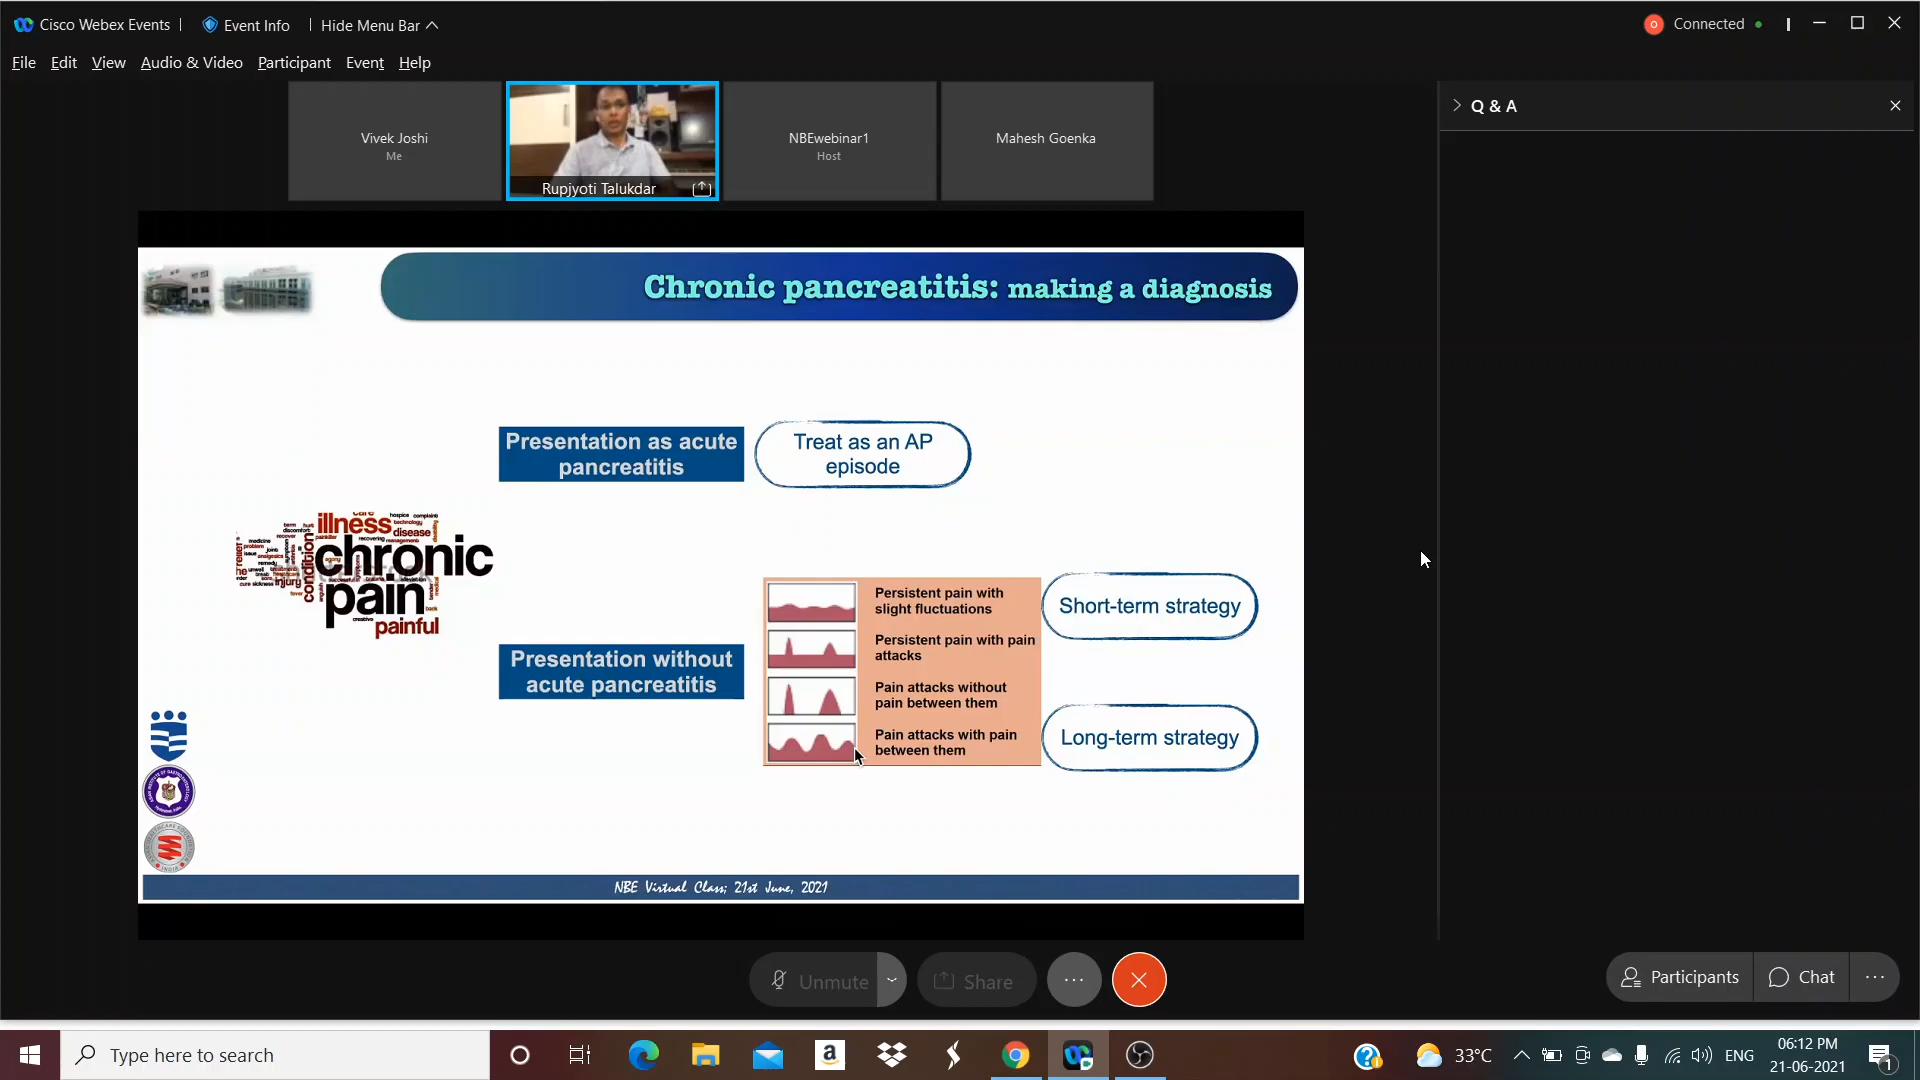 Cisco Webex Events
Event Info
Hide Menu Bar
Connected
File Edit View Audio & Video Participant Event Help
Vivek Joshi
Me
Rupjyoti Talukdar
NBEwebinar1
Host
Mahesh Goenka
Q & A
Chronic pancreatitis: making a diagnosis
Presentation as acute
pancreatitis
Treat as an AP
episode
illness
disease
condition
chronic
injury
pain
painful
Presentation without
acute pancreatitis
Persistent pain with
slight fluctuations
Persistent pain with pain
attacks
Pain attacks without
pain between them
Pain attacks with pain
between them
Short-term strategy
Long-term strategy
NBE Virtual Class; 21st June, 2021
Unmute
Share
Participants
Chat
Type here to search
33°C
ENG
06:12 PM
21-06-2021
1